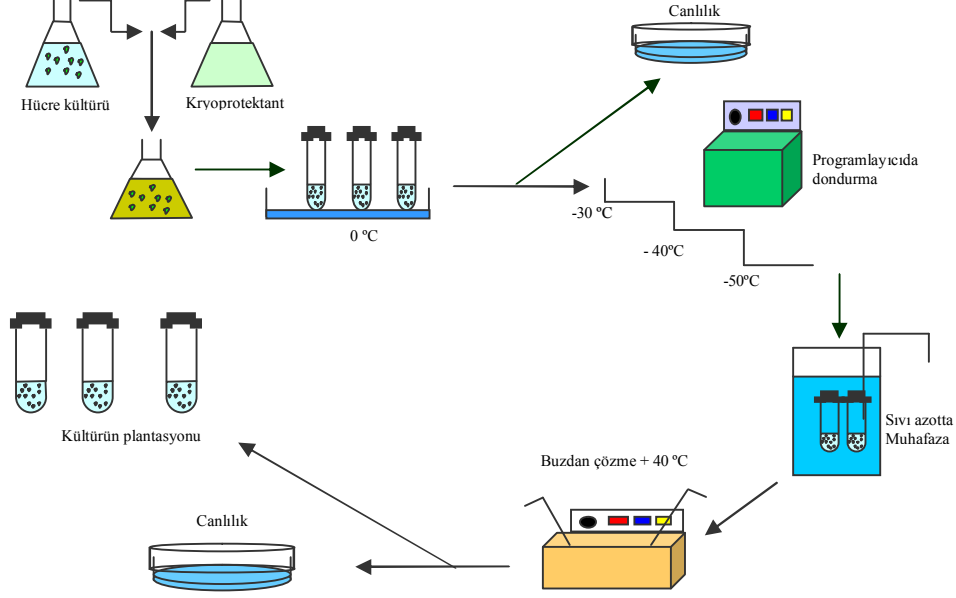 Canlılık
Hücre kültürü
Kryoprotektant
Programlayıcıda
dondurma
0 ºC
-30 ºC
- 40ºC
-50ºC
Sıvı azotta
Muhafaza
Kültürün plantasyonu
Buzdan çözme + 40 ºC
Canlılık